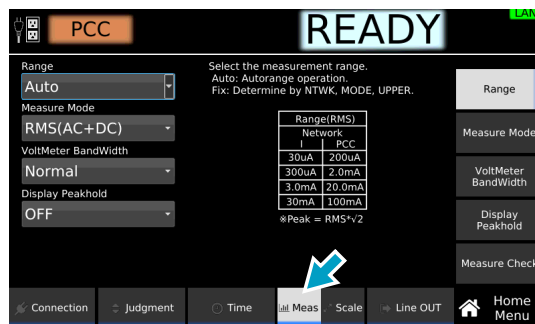 LAN
PCC
READY
Range
Auto
Measure Mode
RMS(AC+DC)
VoltMeter BandWidth
Normal
Display Peakhold
OFF
Select the measurement range.
Auto: Autorange operation.
Fix: Determine by NTWK, MODE, UPPER.
Range(RMS)
Network
I PCC
30uA 200uA
300uA 2.0mA
3.0mA 20.0mA
30mA 100mA
※Peak = RMS*√2
Range
Measure Mode
VoltMeter
BandWidth
Display
Peakhold
Measure Check
Connection
Judgment
Time
Meas
Scale
Line OUT
Home
Menu